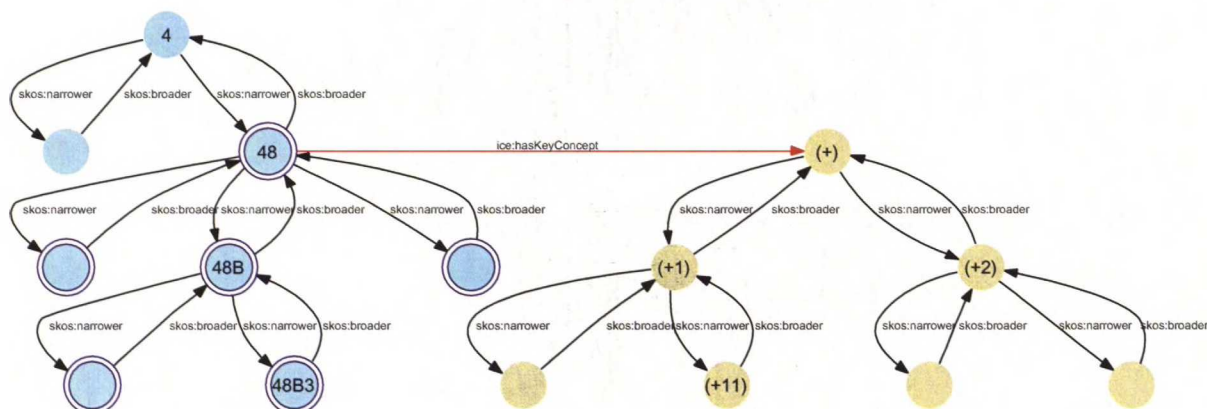 4
skos:narrower skos:broader skos:narrower skos:broader
48 ice:hasKeyConcept (+)
skos:narrower skos:broader skos:narrower skos:broader skos:narrower skos:broader skos:narrower skos:broader skos:narrower skos:broader
48B (+1) (+2)
skos:narrower skos:broader skos:narrower skos:broader skos:narrower skos:broader skos:narrower skos:broader skos:narrower skos:broader skos:narrower skos:broader
48B3 (+11)